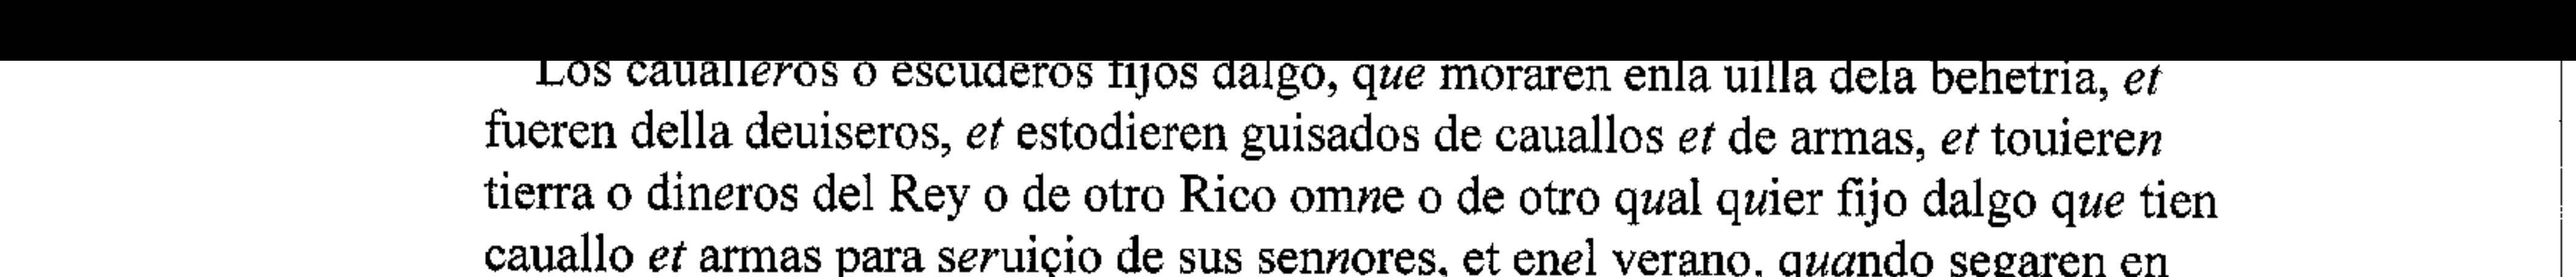 Los caualleros o escuderos fijos dalgo, que moraren enla uilla dela behetria, et
fueren della deuiseros, et estodieren guisados de cauallos et de armas, et touieren
tierra o dineros del Rey o de otro Rico omne o de otro qual quier fijo dalgo que tien
cauallo et armas para seruiçio de sus sennores, et enel verano, quando segaren en